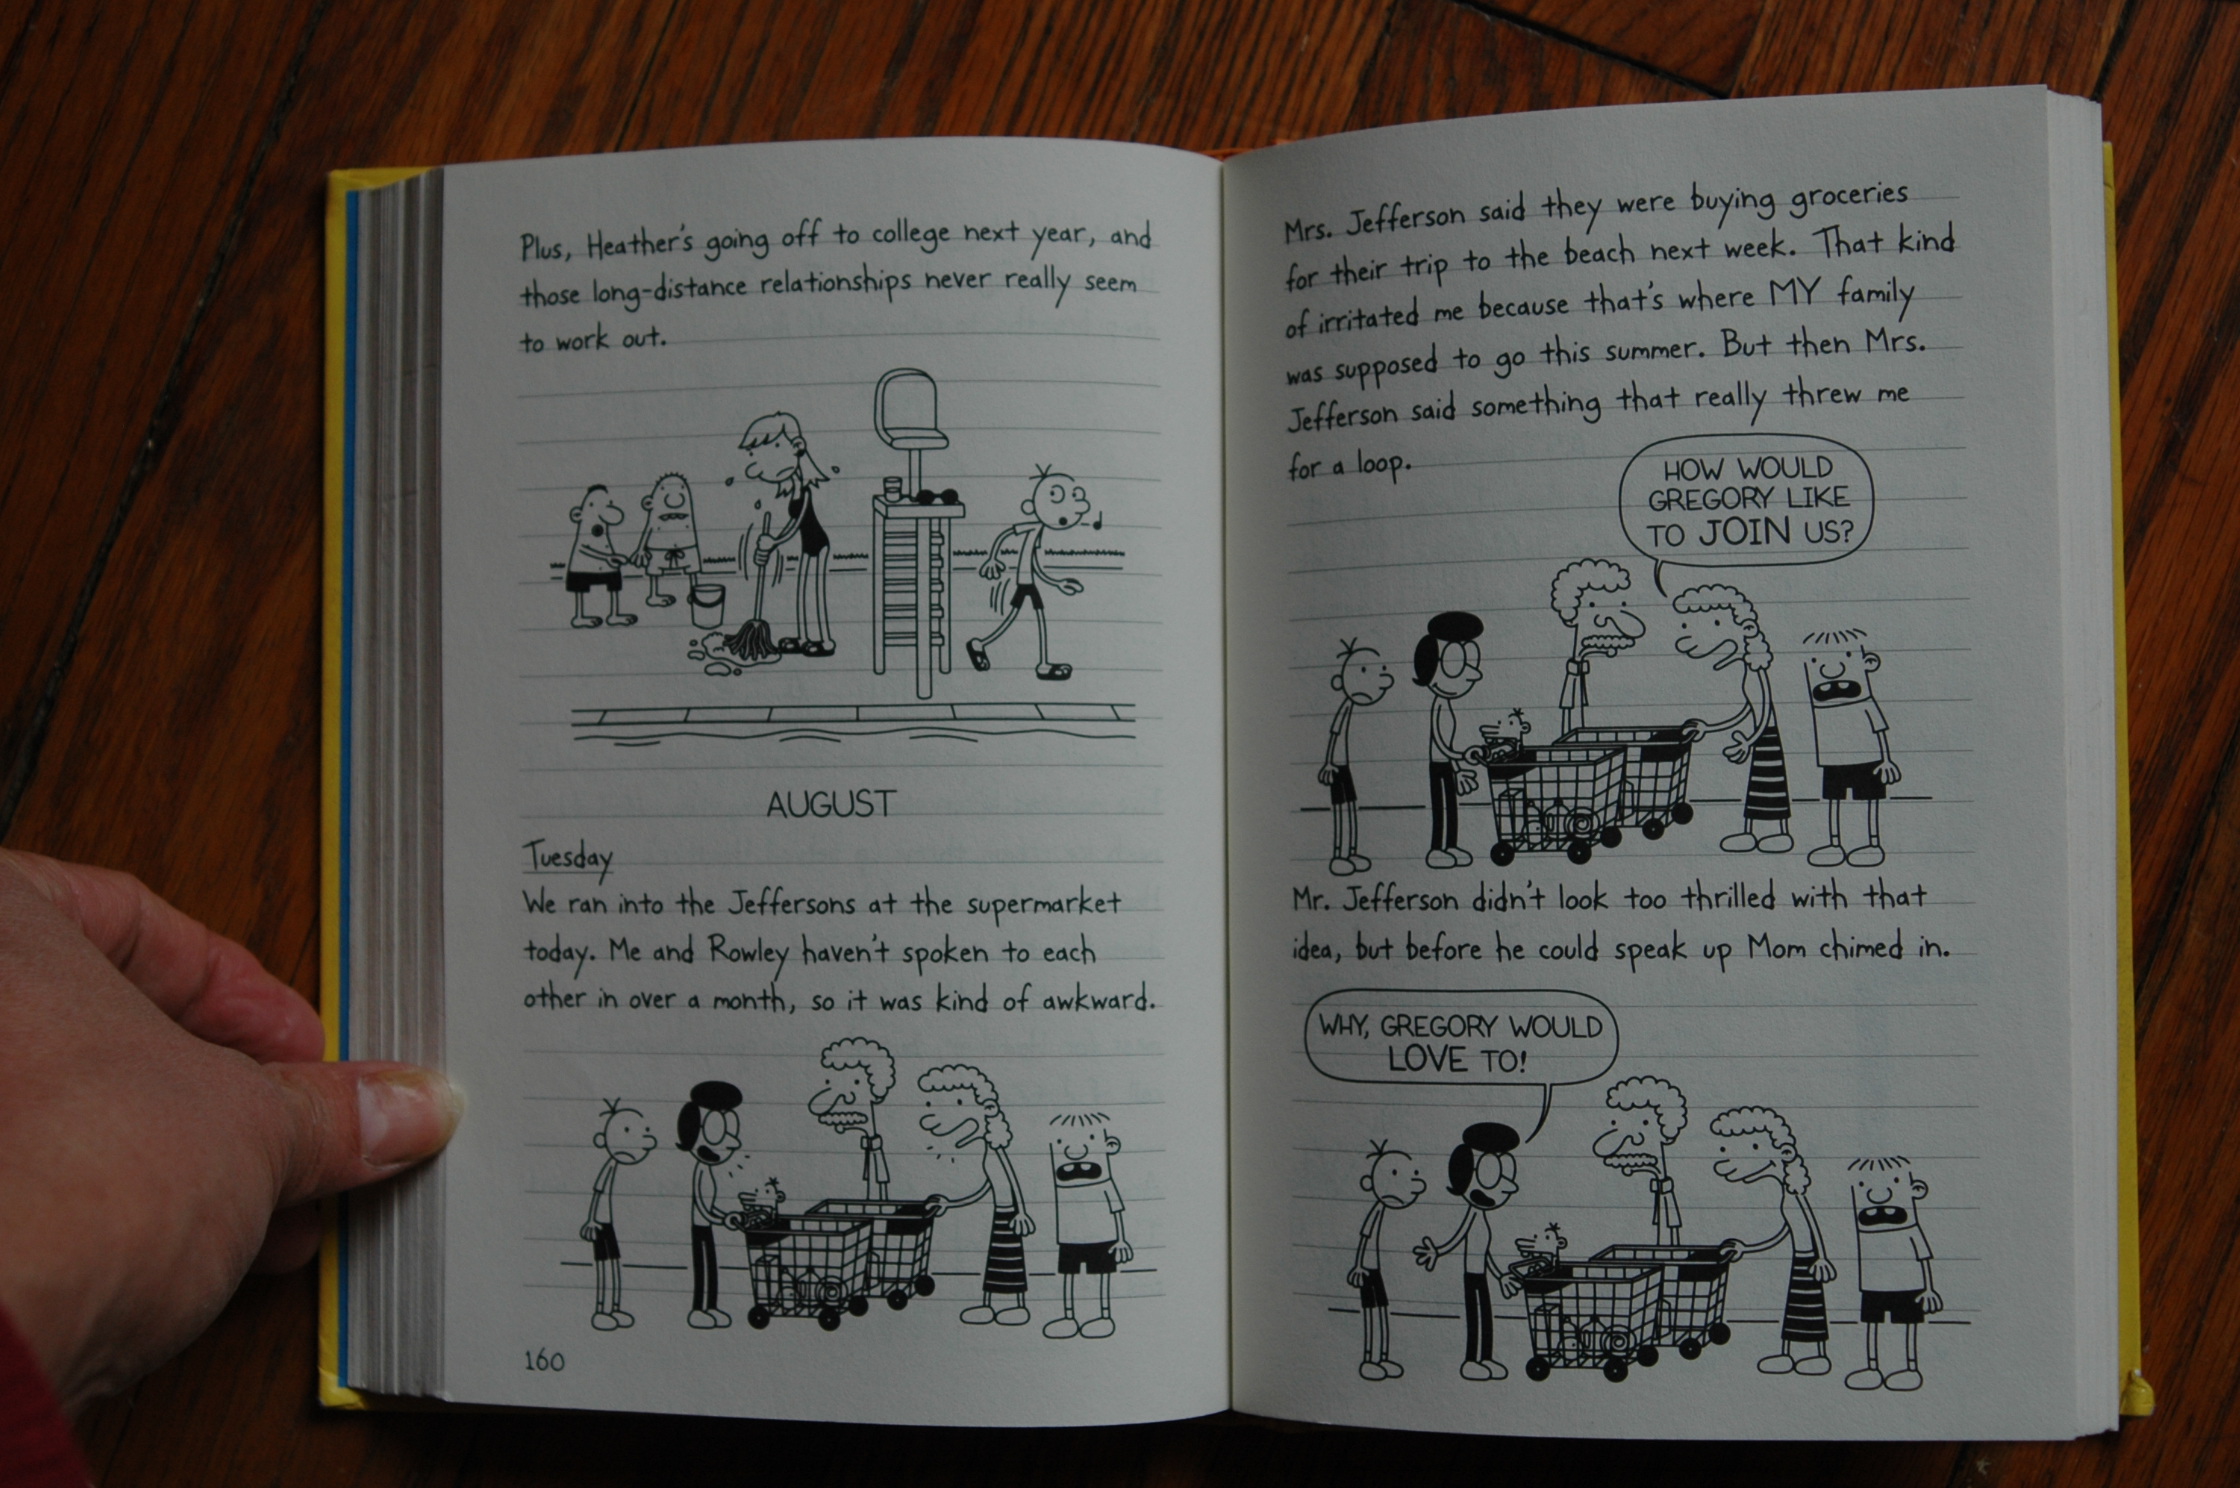 Plus, Heather's going off to college next year, and
those long-distance relationships never really seem
to work out.
AUGUST
Tuesday
We ran into the Jeffersons at the supermarket
today. Me and Rowley haven't spoken to each
other in over a month, so it was kind of awkward.
160
Mrs. Jefferson said they were buying groceries
for their trip to the beach next week. That kind
of irritated me because that's where MY family
was supposed to go this summer. But then Mrs.
Jefferson said something that really threw me
for a loop.
HOW WOULD
GREGORY LIKE
TO JOIN US?
Mr. Jefferson didn't look too thrilled with that
idea, but before he could speak up Mom chimed in.
WHY, GREGORY WOULD
LOVE TO!